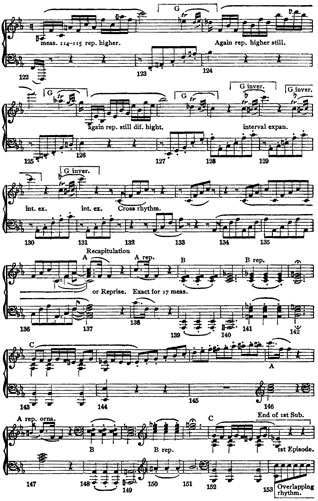 G G
meas. 114-115 rep. higher. Again rep. higher still.
122 123 124
G G inver. G inver.
Again rep. still dif. hight. interval expan.
125 126 127 128 129
G inver.
int. ex. int. ex. Cross rhythm.
130 131 132 133 134 135
Recapitulation
A A rep. B B rep.
or Reprise. Exact for 17 meas.
136 137 138 139 140 141 142
C
A
143 144 145 146
A rep. orna. C End of 1st Sub.
B B rep. 1st Episode.
147 148 149 150 151 152 153 Overlapping
rhythm.